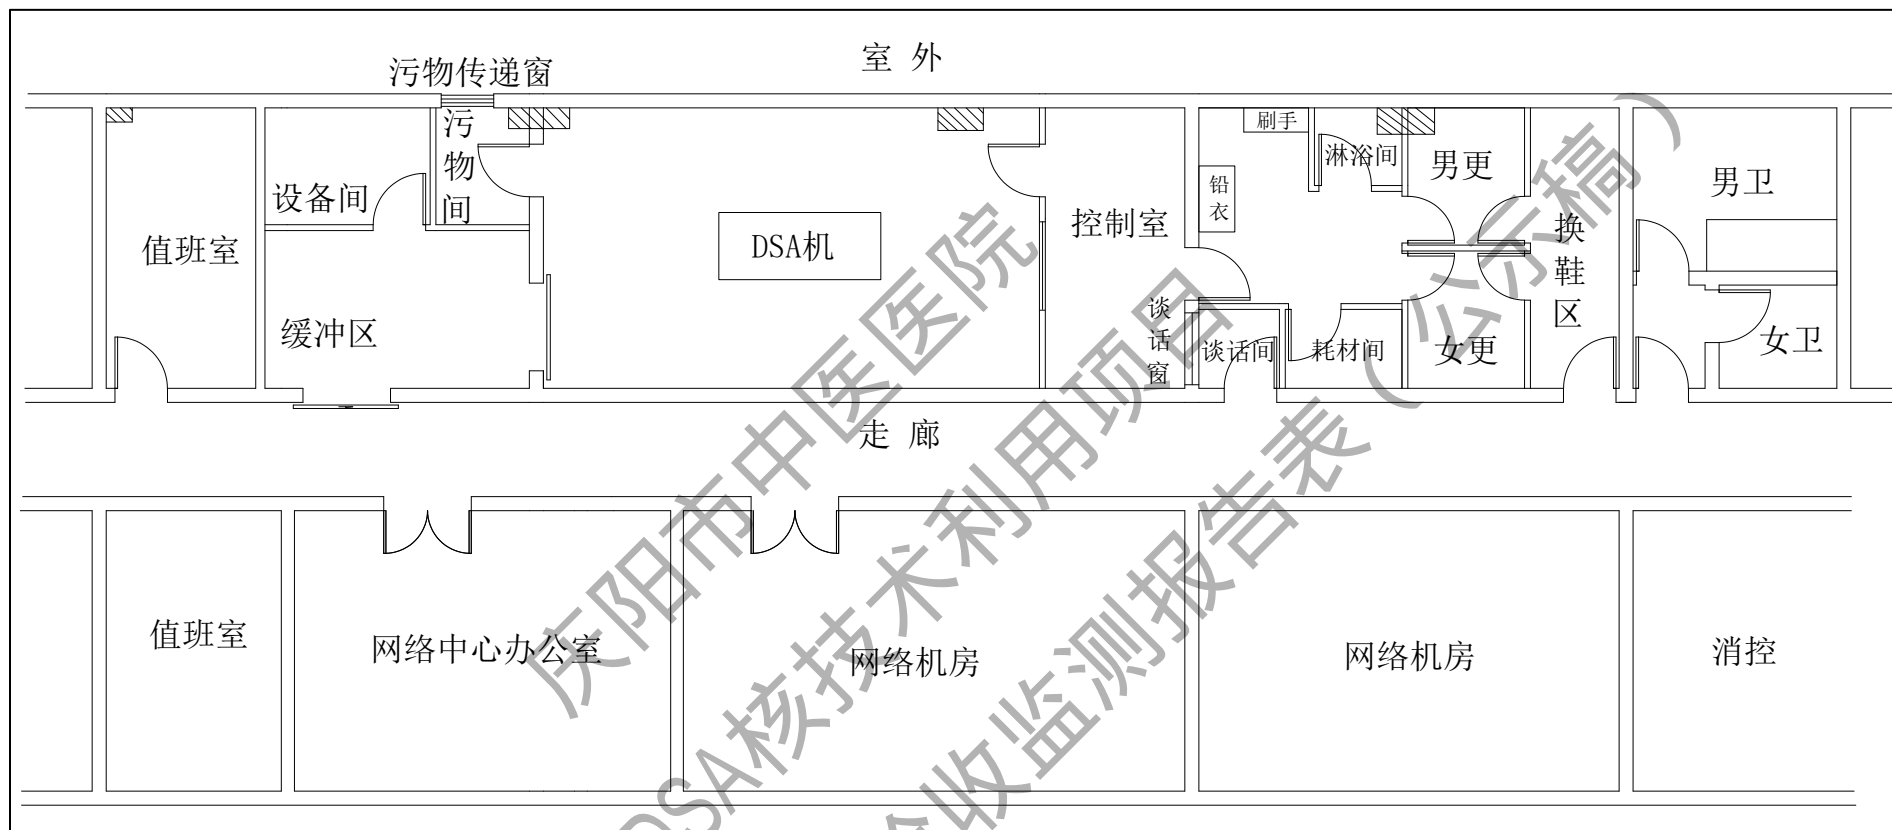 室 外
污物传递窗
污物间
刷手
淋浴间
男更
铅衣
男卫
设备间
值班室
DSA机
控制室
换鞋区
缓冲区
谈话窗
谈话间
耗材间
女更
女卫
走 廊
值班室
网络中心办公室
网络机房
网络机房
消控
庆阳市中医医院
DSA核技术利用项目
验收监测报告表(公示稿)